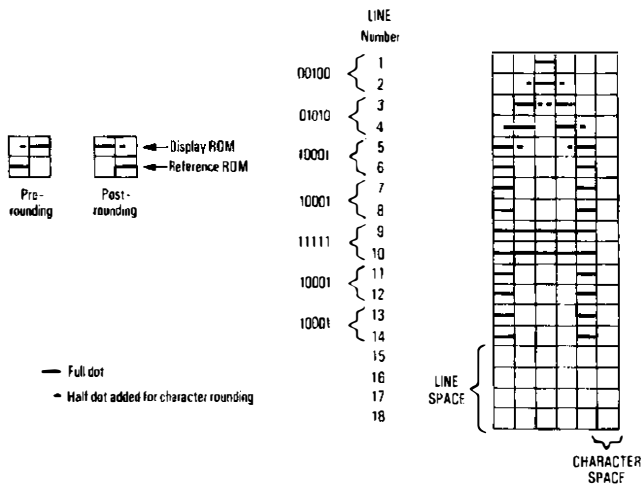 LINE
Number
00100
1
2
01010
3
4
10001
5
6
10001
7
8
11111
9
10
10001
11
12
10001
13
14
15
16
17
18
Display ROM
Reference ROM
Pre-
rounding
Post-
rounding
Full dot
Half dot added for character rounding
LINE
SPACE
CHARACTER
SPACE